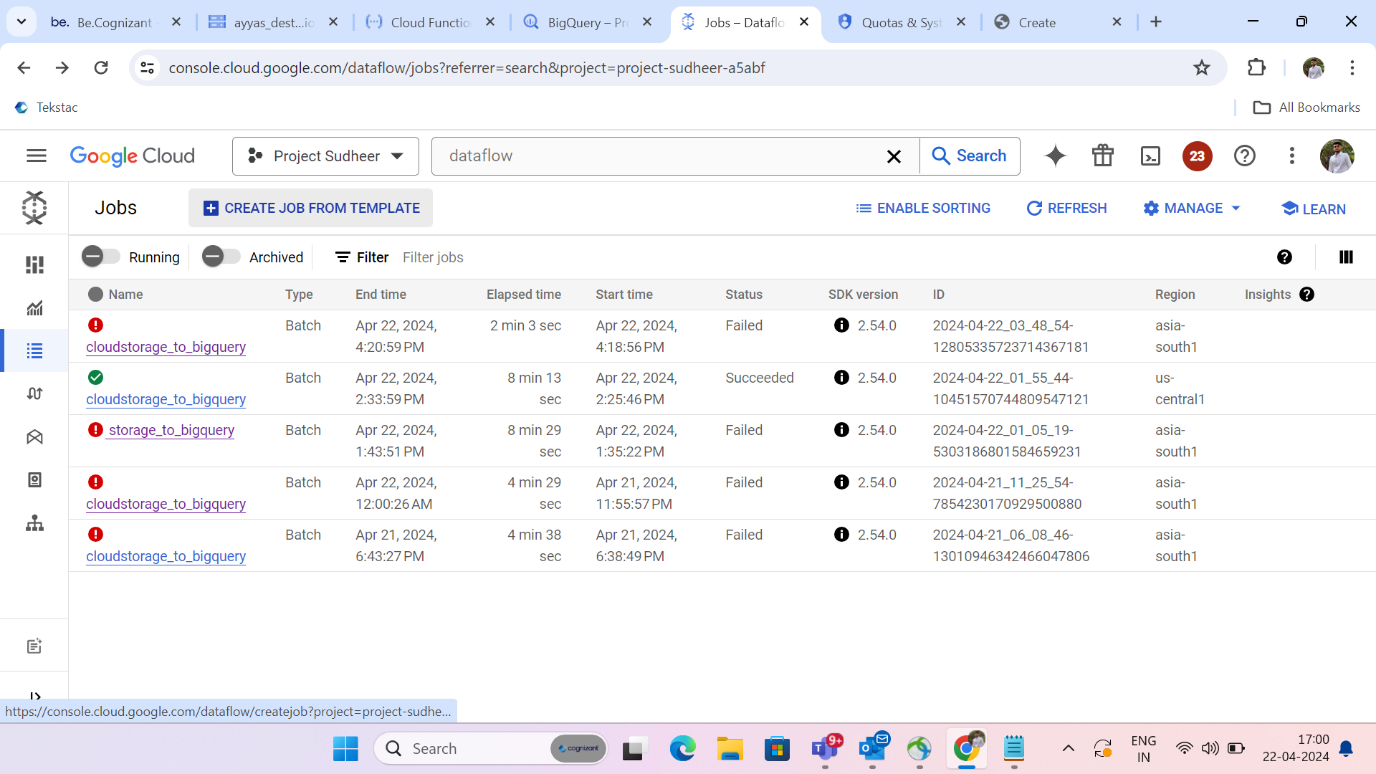 be. Be.Cognizant
ayyas_dest...io
Cloud Functio
BigQuery – Pr
Jobs – Dataflo
Quotas & Syst
Create
console.cloud.google.com/dataflow/jobs?referrer=search&project=project-sudheer-a5abf
Tekstac
All Bookmarks
Google Cloud
Project Sudheer
dataflow
Search
23
Jobs
CREATE JOB FROM TEMPLATE
ENABLE SORTING
REFRESH
MANAGE
LEARN
Running
Archived
Filter Filter jobs
Name Type End time Elapsed time Start time Status SDK version ID Region Insights
Batch Apr 22, 2024, 2 min 3 sec Apr 22, 2024, Failed 2.54.0 2024-04-22_03_48_54- asia-
cloudstorage_to_bigquery 4:20:59 PM 4:18:56 PM 12805335723714367181 south1
Batch Apr 22, 2024, 8 min 13 Apr 22, 2024, Succeeded 2.54.0 2024-04-22_01_55_44- us-
cloudstorage_to_bigquery 2:33:59 PM sec 2:25:46 PM 10451570744809547121 central1
storage_to_bigquery Batch Apr 22, 2024, 8 min 29 Apr 22, 2024, Failed 2.54.0 2024-04-22_01_05_19- asia-
1:43:51 PM sec 1:35:22 PM 5303186801584659231 south1
Batch Apr 22, 2024, 4 min 29 Apr 21, 2024, Failed 2.54.0 2024-04-21_11_25_54- asia-
cloudstorage_to_bigquery 12:00:26 AM sec 11:55:57 PM 7854230170929500880 south1
Batch Apr 21, 2024, 4 min 38 Apr 21, 2024, Failed 2.54.0 2024-04-21_06_08_46- asia-
cloudstorage_to_bigquery 6:43:27 PM sec 6:38:49 PM 13010946342466047806 south1
https://console.cloud.google.com/dataflow/createjob?project=project-sudhe...
Search
cognizant
9+
ENG
IN
17:00
22-04-2024